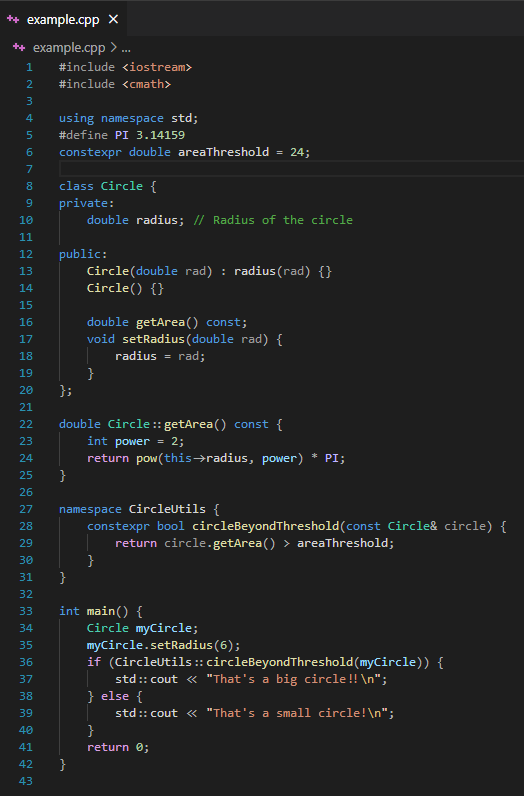 example.cpp ×
example.cpp > ...
1 #include <iostream>
2 #include <cmath>
3
4 using namespace std;
5 #define PI 3.14159
6 constexpr double areaThreshold = 24;
7
8 class Circle {
9 private:
10     double radius; // Radius of the circle
11
12 public:
13     Circle(double rad) : radius(rad) {}
14     Circle() {}
15
16     double getArea() const;
17     void setRadius(double rad) {
18         radius = rad;
19     }
20 };
21
22 double Circle::getArea() const {
23     int power = 2;
24     return pow(this->radius, power) * PI;
25 }
26
27 namespace CircleUtils {
28     constexpr bool circleBeyondThreshold(const Circle& circle) {
29         return circle.getArea() > areaThreshold;
30     }
31 }
32
33 int main() {
34     Circle myCircle;
35     myCircle.setRadius(6);
36     if (CircleUtils::circleBeyondThreshold(myCircle)) {
37         std::cout << "That's a big circle!!\n";
38     } else {
39         std::cout << "That's a small circle!\n";
40     }
41     return 0;
42 }
43